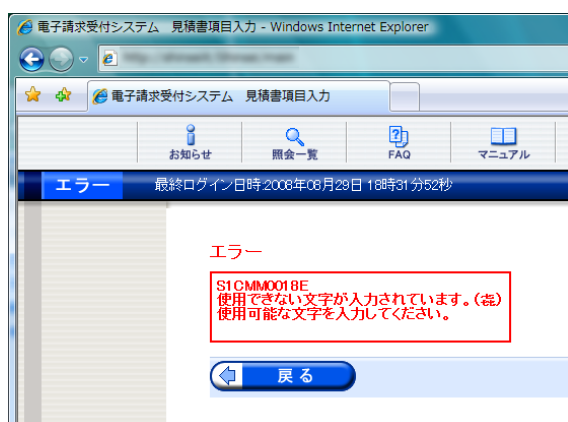 電子請求受付システム 見積書項目入力 - Windows Internet Explorer
電子請求受付システム 見積書項目入力
お知らせ
照会一覧
FAQ
マニュアル
エラー
最終ログイン日時:2008年08月29日 18時31分52秒
エラー
S1CMM0018E
使用できない文字が入力されています。(㠭)
使用可能な文字を入力してください。
戻る